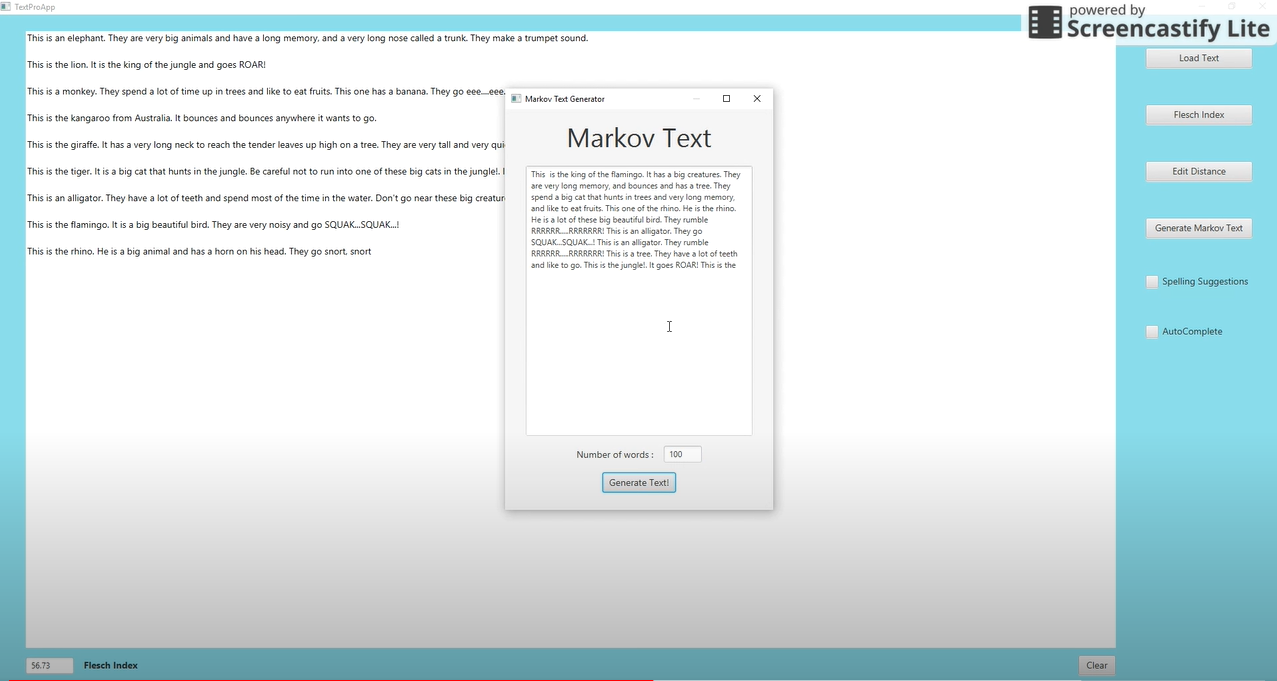 TextProApp
powered by
Screencastify Lite
This is an elephant. They are very big animals and have a long memory, and a very long nose called a trunk. They make a trumpet sound.
This is the lion. It is the king of the jungle and goes ROAR!
This is a monkey. They spend a lot of time up in trees and like to eat fruits. This one has a banana. They go eee....eee.
This is the kangaroo from Australia. It bounces and bounces anywhere it wants to go.
This is the giraffe. It has a very long neck to reach the tender leaves up high on a tree. They are very tall and very qui
This is the tiger. It is a big cat that hunts in the jungle. Be careful not to run into one of these big cats in the jungle!. I
This is an alligator. They have a lot of teeth and spend most of the time in the water. Don't go near these big creatur
This is the flamingo. It is a big beautiful bird. They are very noisy and go SQUAK...SQUAK...!
This is the rhino. He is a big animal and has a horn on his head. They go snort, snort
Markov Text Generator
Markov Text
This  is the king of the flamingo. It has a big creatures. They
are very long memory, and bounces and has a tree. They
spend a big cat that hunts in trees and very long memory,
and like to eat fruits. This one of the rhino. He is the rhino.
He is a lot of these big beautiful bird. They rumble
RRRRRR.....RRRRRRR! This is an alligator. They go
SQUAK...SQUAK...! This is an alligator. They rumble
RRRRRR.....RRRRRRR! This is a tree. They have a lot of teeth
and like to go. This is the jungle!. It goes ROAR! This is the
Number of words :
100
Generate Text!
Load Text
Flesch Index
Edit Distance
Generate Markov Text
Spelling Suggestions
AutoComplete
56.73
Flesch Index
Clear